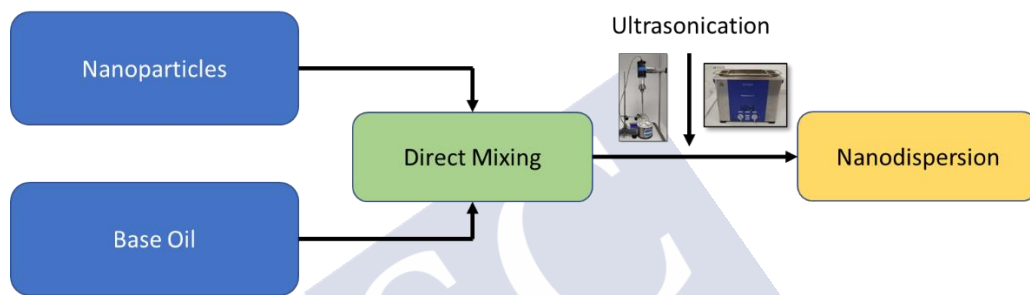 Ultrasonication
Nanoparticles
Direct Mixing
Nanodispersion
Base Oil